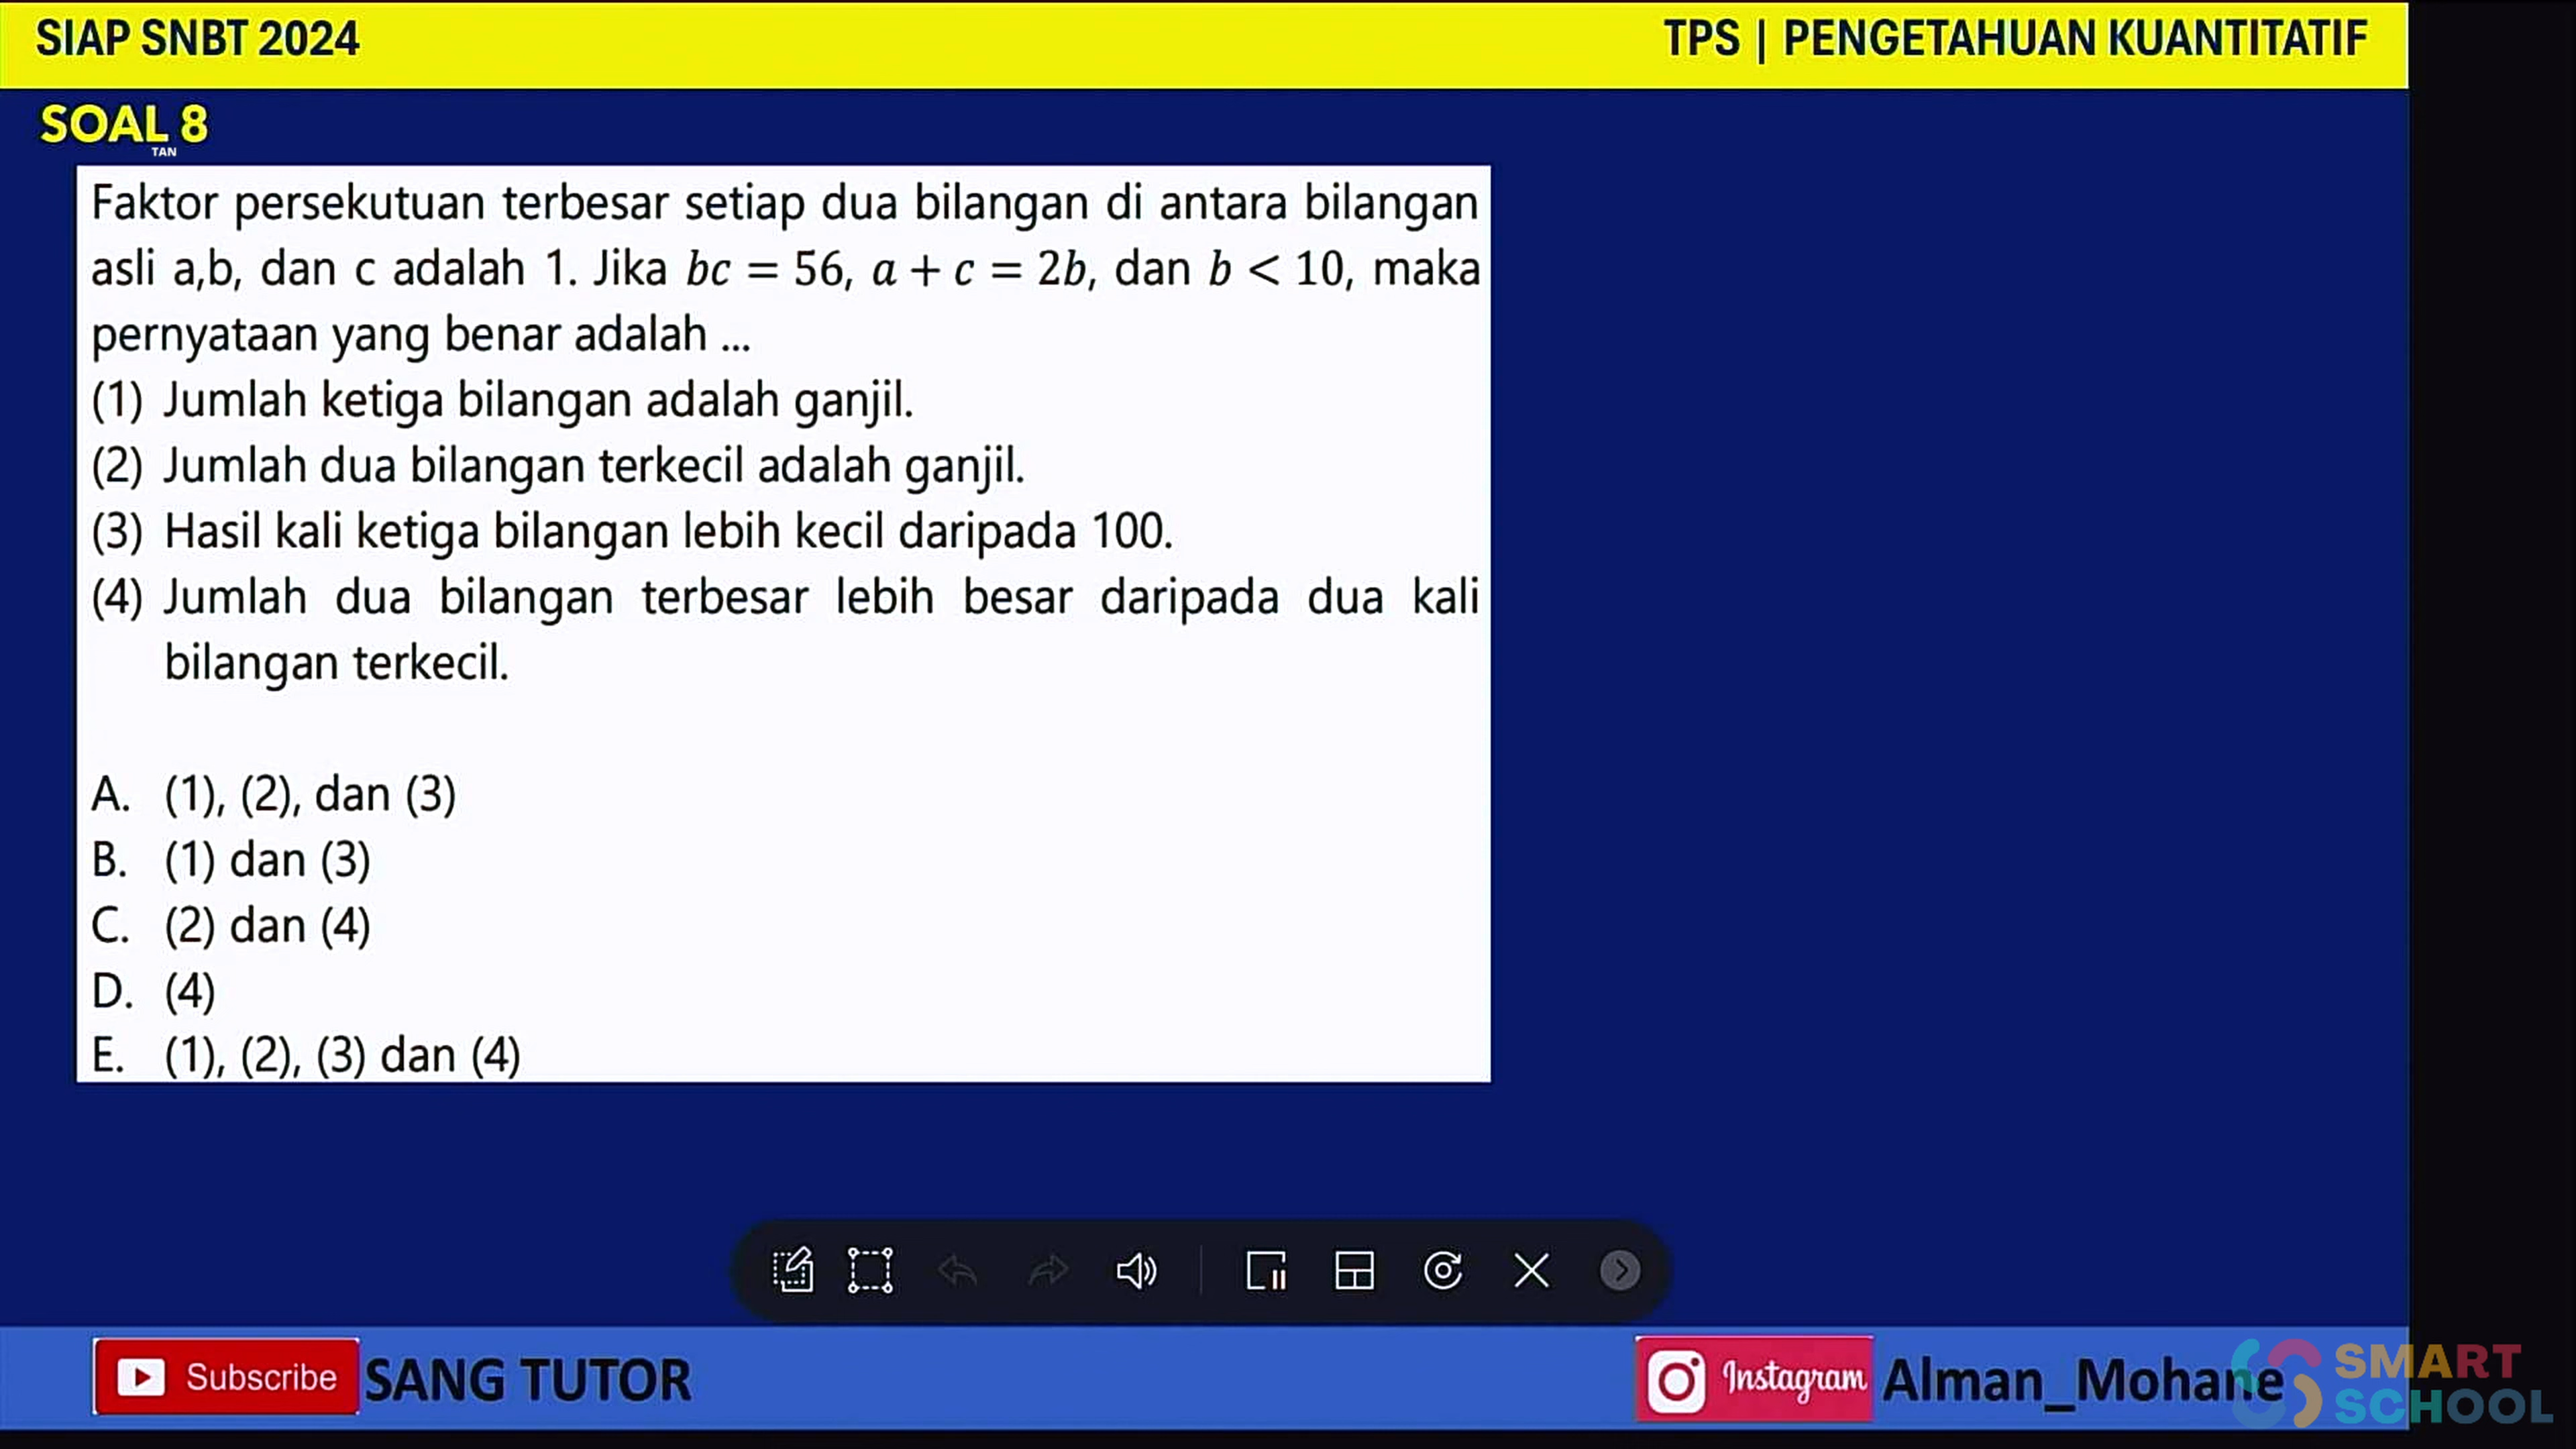 SIAP SNBT 2024
TPS | PENGETAHUAN KUANTITATIF
SOAL 8
TAN
Faktor persekutuan terbesar setiap dua bilangan di antara bilangan
asli a,b, dan c adalah 1. Jika bc = 56, a + c = 2b, dan b < 10, maka
pernyataan yang benar adalah ...
(1) Jumlah ketiga bilangan adalah ganjil.
(2) Jumlah dua bilangan terkecil adalah ganjil.
(3) Hasil kali ketiga bilangan lebih kecil daripada 100.
(4) Jumlah dua bilangan terbesar lebih besar daripada dua kali
bilangan terkecil.
A. (1), (2), dan (3)
B. (1) dan (3)
C. (2) dan (4)
D. (4)
E. (1), (2), (3) dan (4)
Subscribe SANG TUTOR
Instagram Alman_Mohane
SMART
SCHOOL